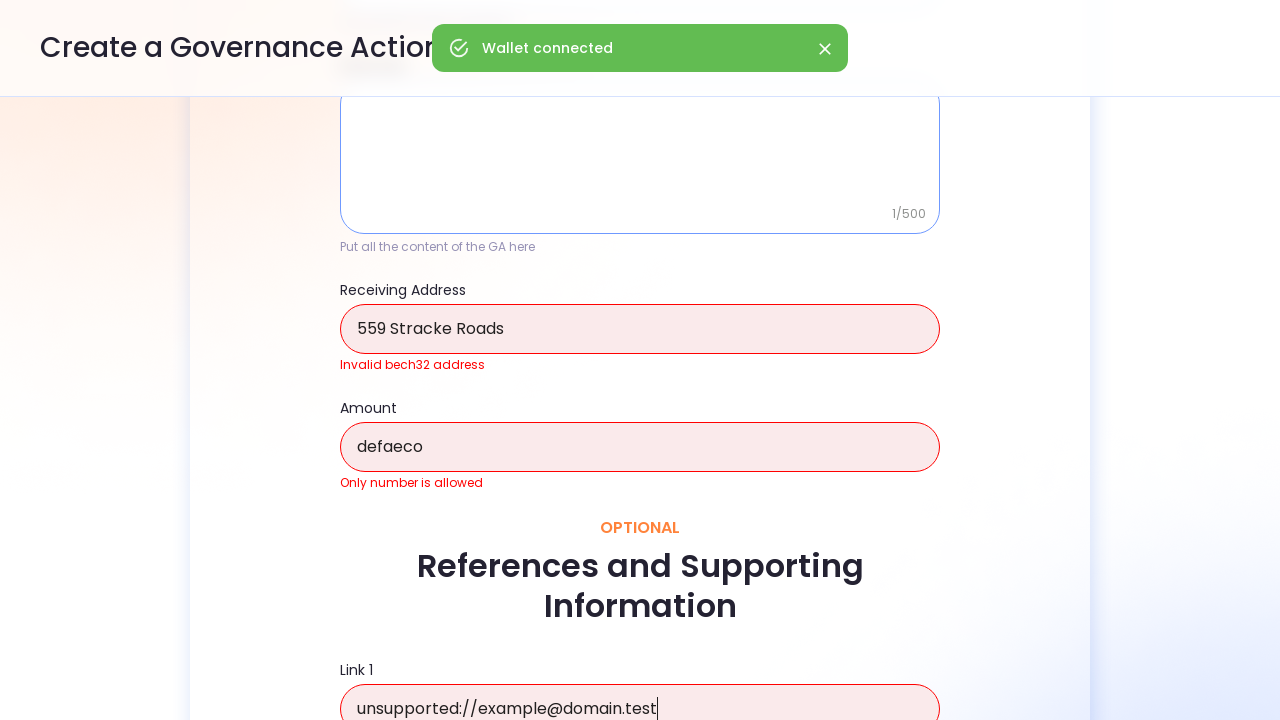 Create a Governance Action
Wallet connected
1/500
Put all the content of the GA here
Receiving Address
559 Stracke Roads
Invalid bech32 address
Amount
defaeco
Only number is allowed
OPTIONAL
References and Supporting
Information
Link 1
unsupported://example@domain.test